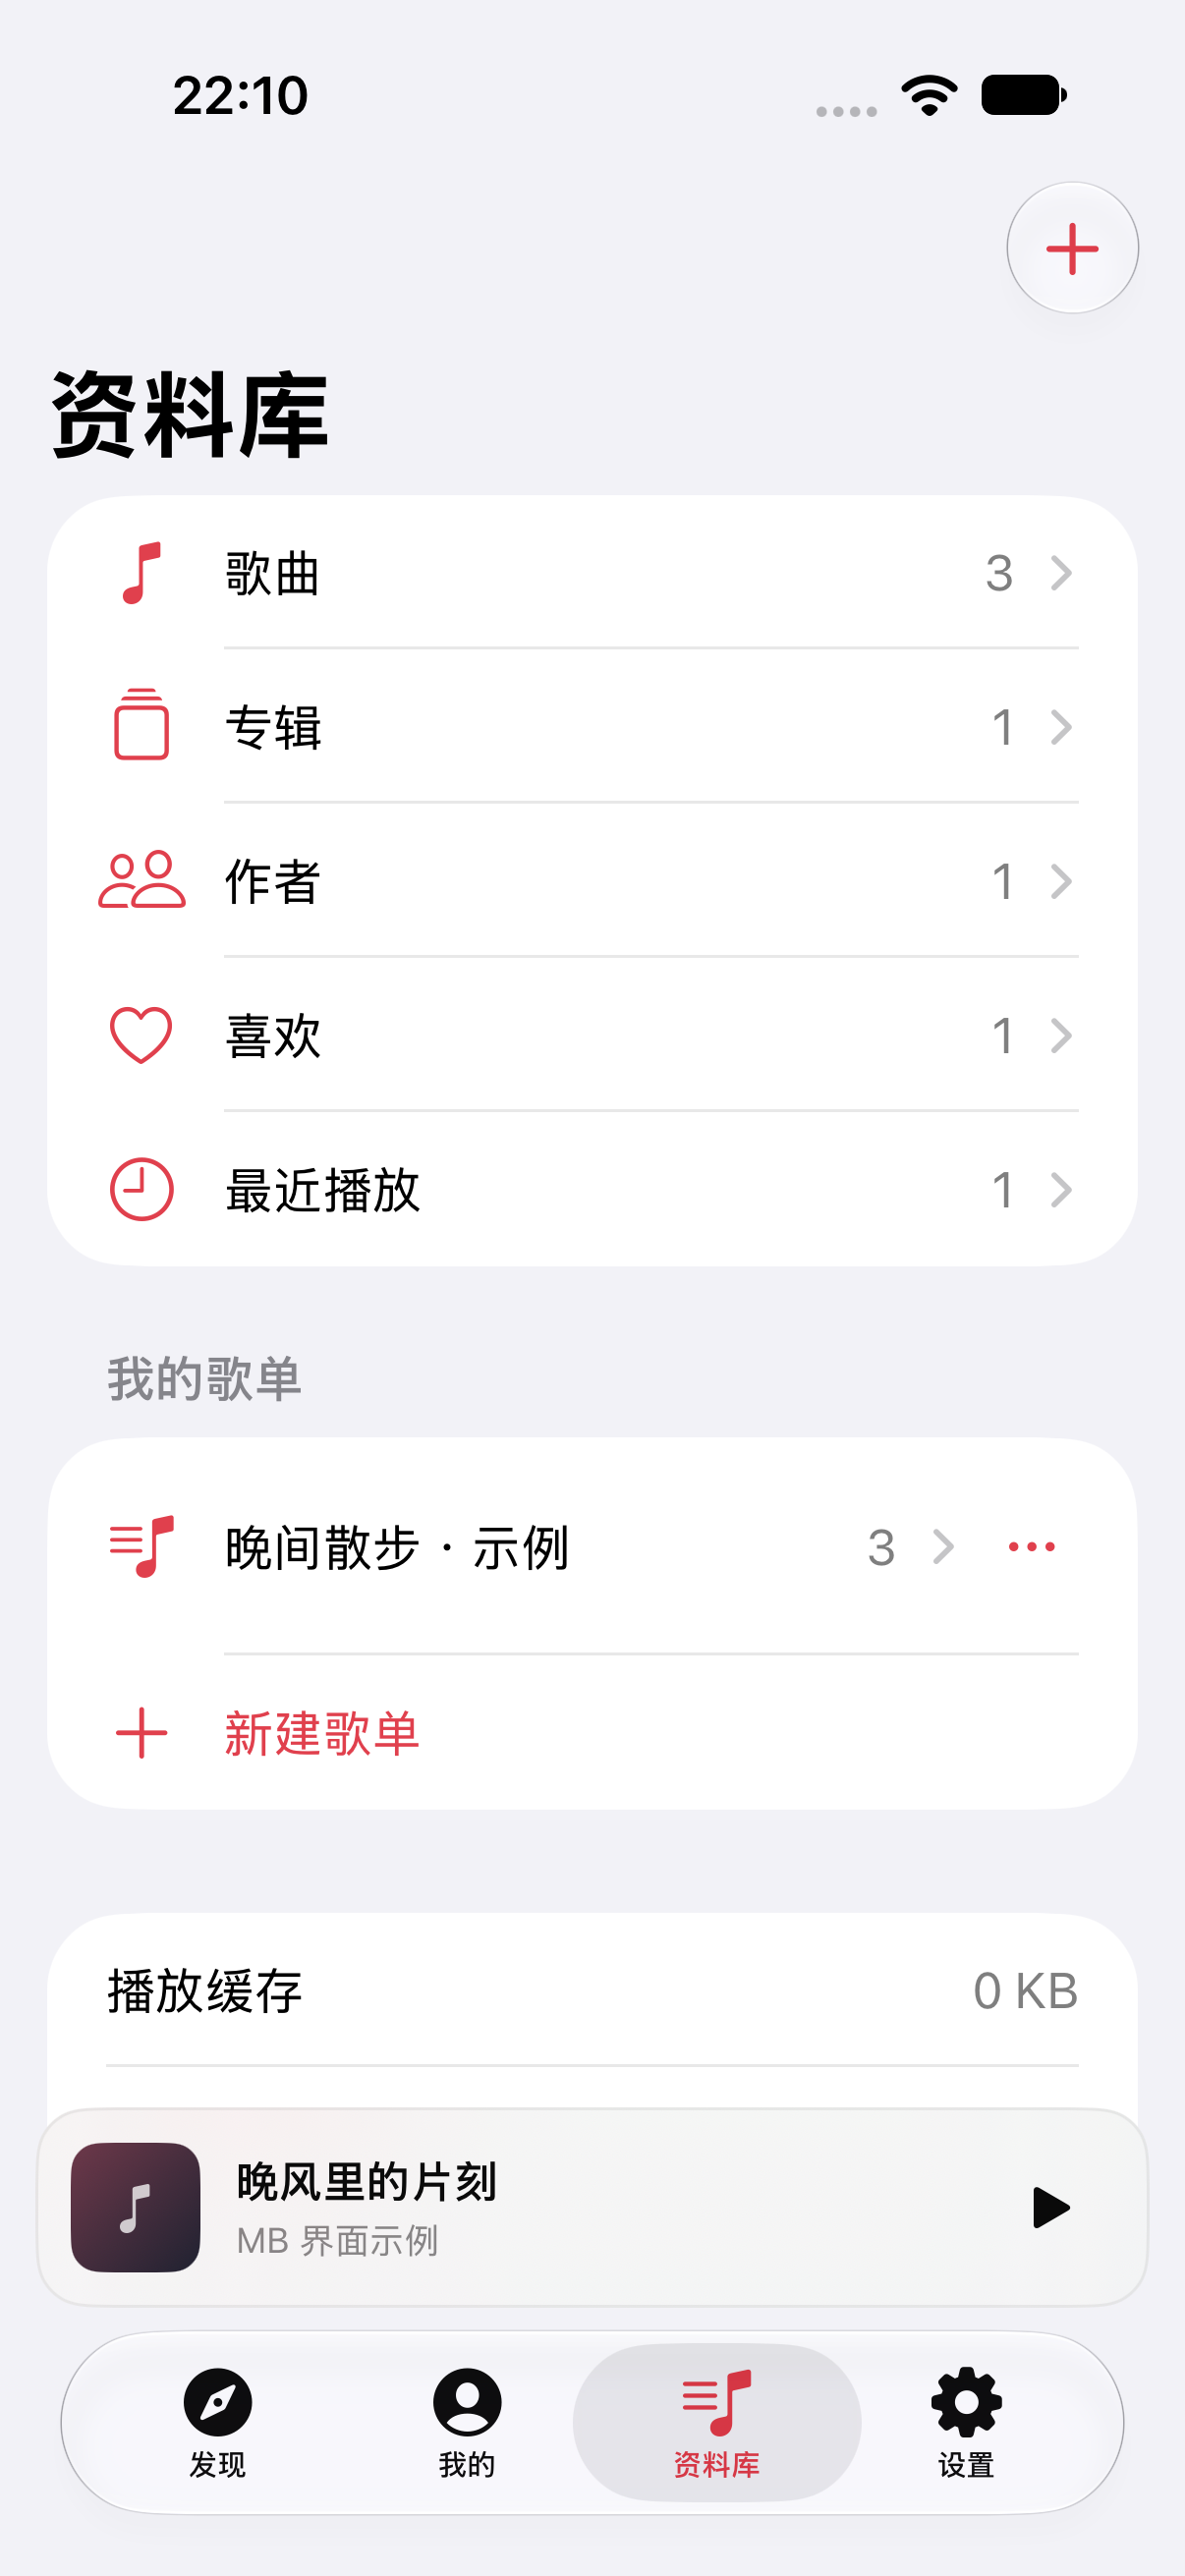 22:10
资料库
歌曲 3
专辑 1
作者 1
喜欢 1
最近播放 1
我的歌单
晚间散步 · 示例 3
新建歌单
播放缓存 0 KB
晚风里的片刻
MB 界面示例
发现 我的 资料库 设置